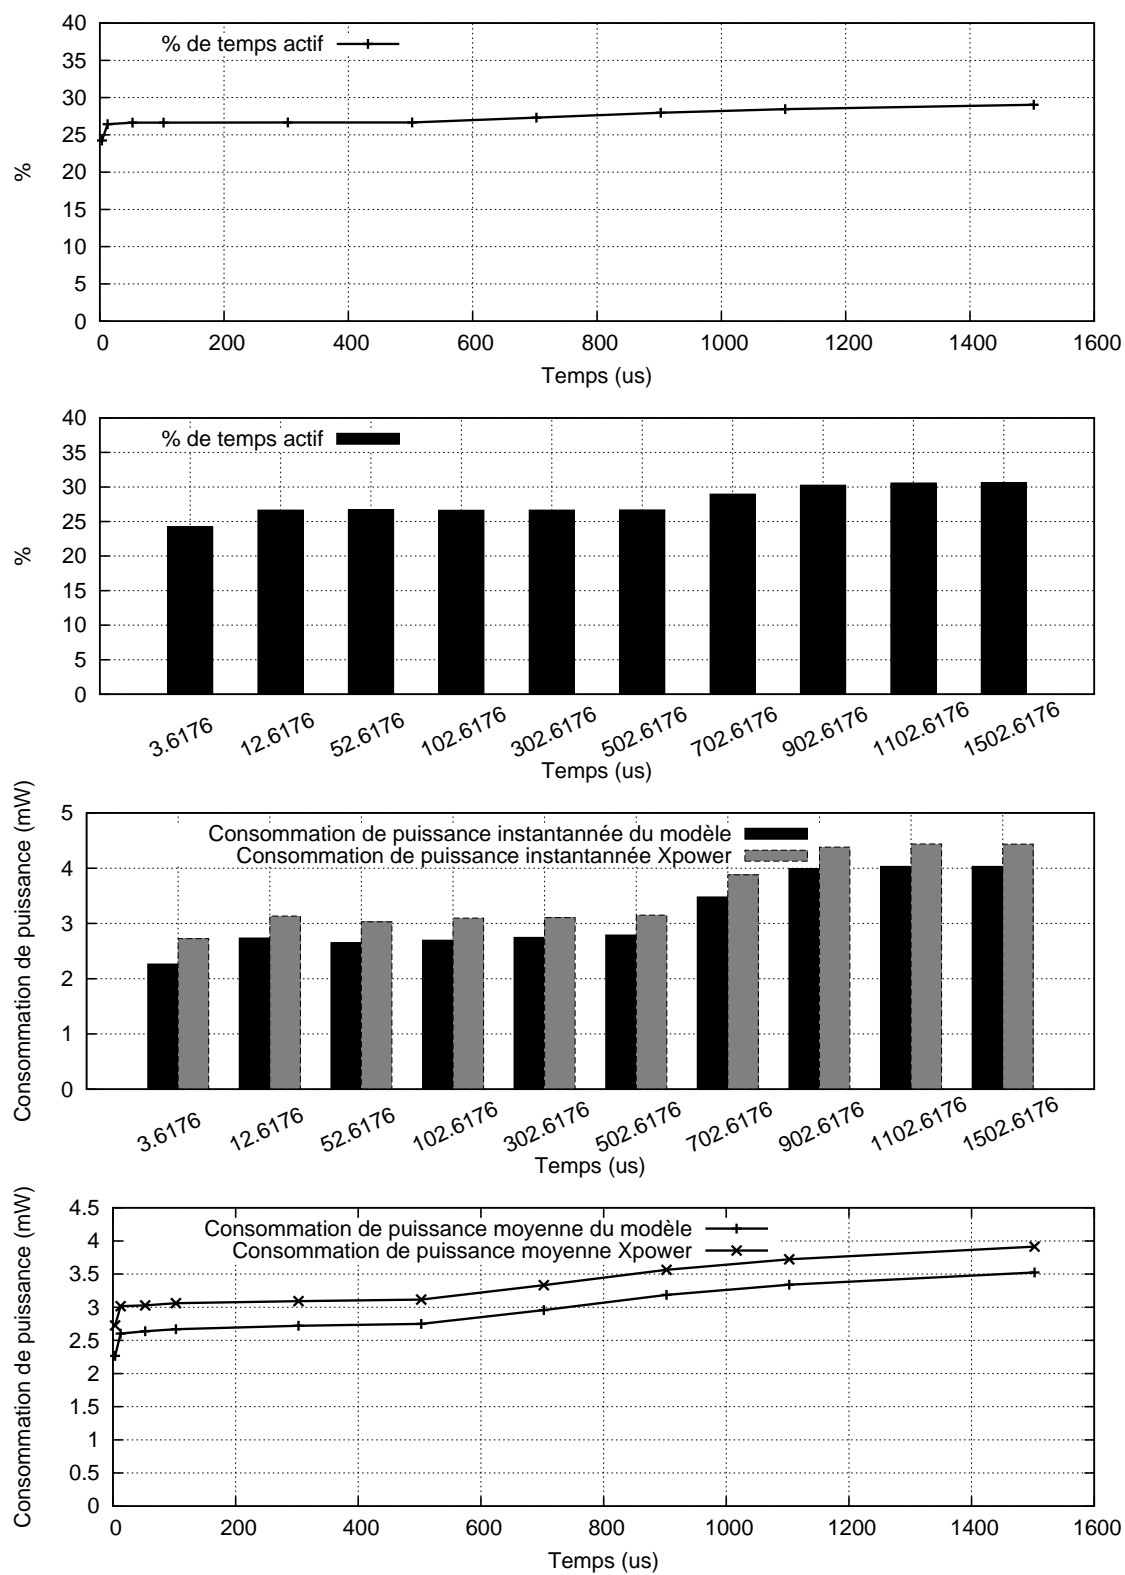 40
% de temps actif
35
30
25
20
%
15
10
5
0
0 200 400 600 800 1000 1200 1400 1600
Temps (us)
40
% de temps actif
35
30
25
20
%
15
10
5
0
3.6176 12.6176 52.6176 102.6176 302.6176 502.6176 702.6176 902.6176 1102.6176 1502.6176
Temps (us)
Consommation de puissance (mW)
5
Consommation de puissance instantannée du modèle
Consommation de puissance instantannée Xpower
4
3
2
1
0
3.6176 12.6176 52.6176 102.6176 302.6176 502.6176 702.6176 902.6176 1102.6176 1502.6176
Temps (us)
Consommation de puissance (mW)
4.5
Consommation de puissance moyenne du modèle
4
Consommation de puissance moyenne Xpower
3.5
3
2.5
2
1.5
1
0.5
0
0 200 400 600 800 1000 1200 1400 1600
Temps (us)